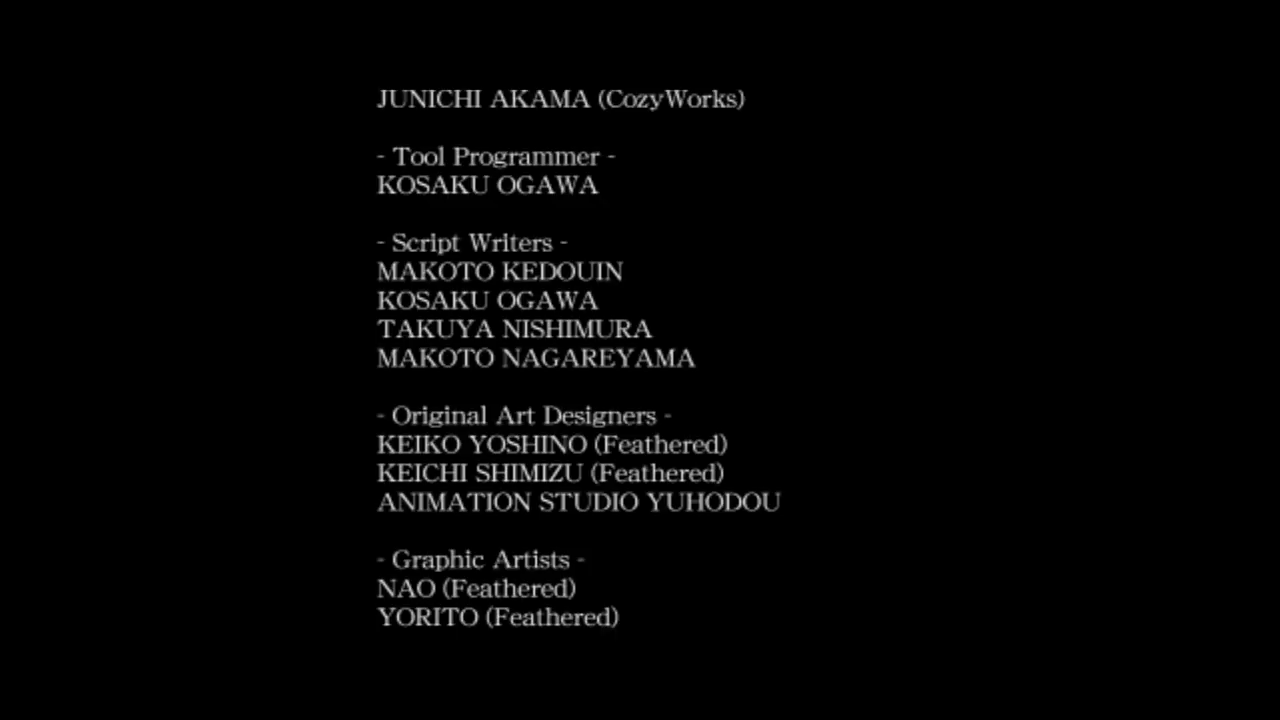 JUNICHI AKAMA (CozyWorks)
- Tool Programmer -
KOSAKU OGAWA
- Script Writers -
MAKOTO KEDOUIN
KOSAKU OGAWA
TAKUYA NISHIMURA
MAKOTO NAGAREYAMA
- Original Art Designers -
KEIKO YOSHINO (Feathered)
KEICHI SHIMIZU (Feathered)
ANIMATION STUDIO YUHODOU
- Graphic Artists -
NAO (Feathered)
YORITO (Feathered)